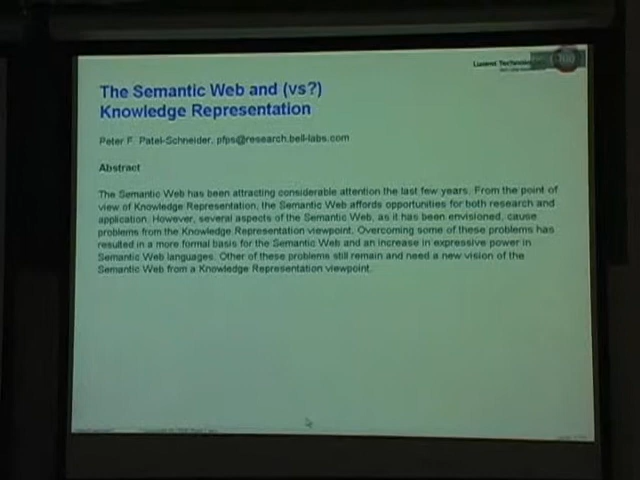 Lucent Technologies
The Semantic Web and (vs?)
Knowledge Representation
Peter F. Patel-Schneider, pfps@research.bell-labs.com
Abstract
The Semantic Web has been attracting considerable attention the last few years. From the point of
view of Knowledge Representation, the Semantic Web affords opportunities for both research and
application. However, several aspects of the Semantic Web, as it has been envisioned, cause
problems from the Knowledge Representation viewpoint. Overcoming some of these problems has
resulted in a more formal basis for the Semantic Web and an increase in expressive power in
Semantic Web languages. Other of these problems still remain and need a new vision of the
Semantic Web from a Knowledge Representation viewpoint.